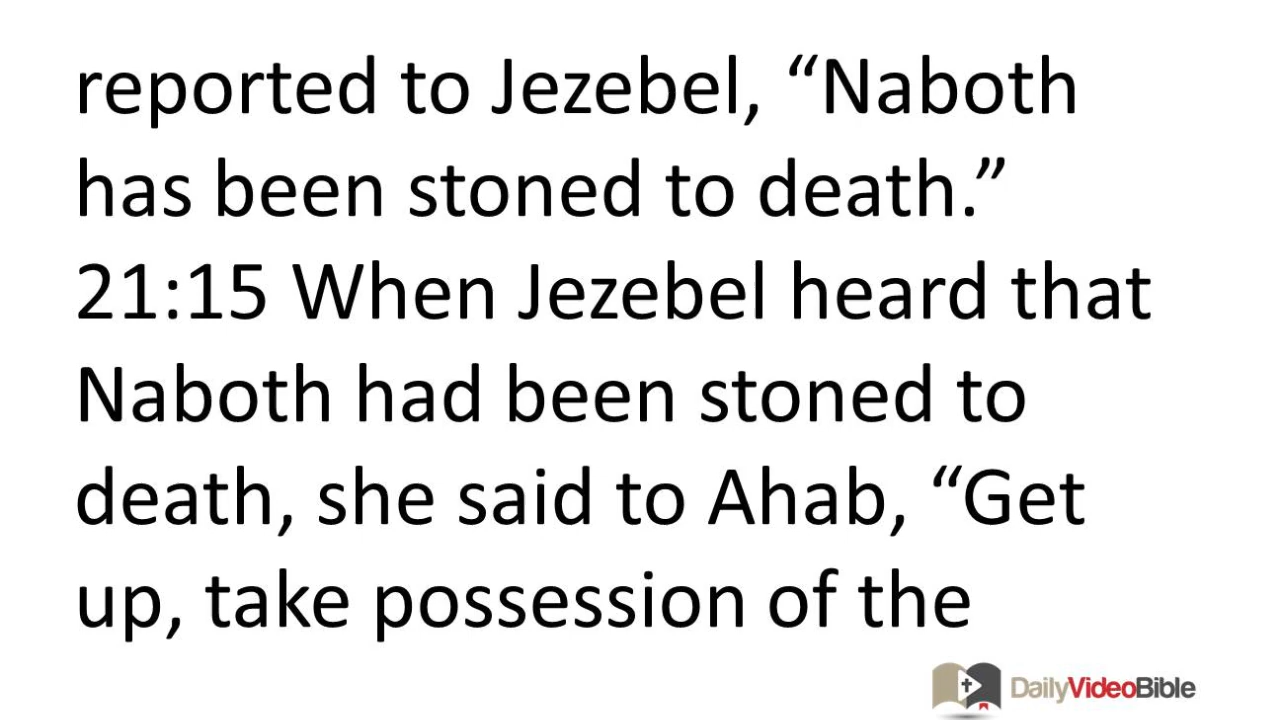 reported to Jezebel, “Naboth
has been stoned to death.”
21:15 When Jezebel heard that
Naboth had been stoned to
death, she said to Ahab, “Get
up, take possession of the
DailyVideoBible